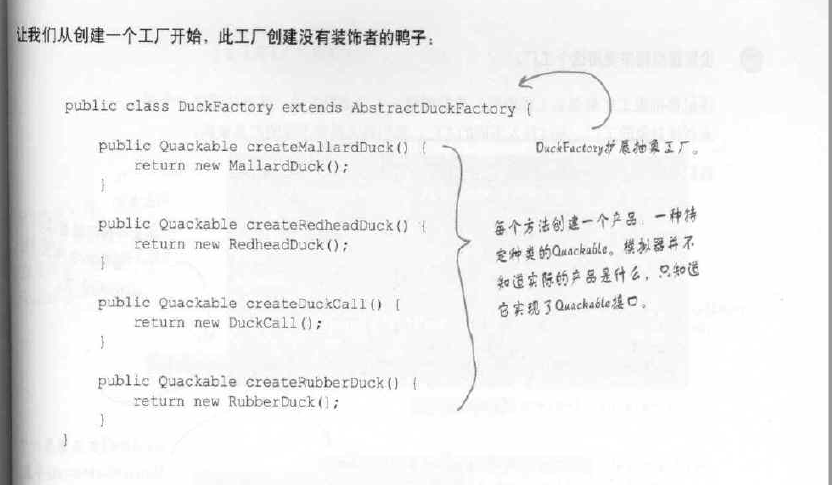 让我们从创建一个工厂开始，此工厂创建没有装饰者的鸭子：
public class DuckFactory extends AbstractDuckFactory {
DuckFactory扩展抽象工厂。
public Quackable createMallardDuck() {
return new MallardDuck();
}
public Quackable createRedheadDuck() {
return new RedheadDuck();
}
public Quackable createDuckCall() {
return new DuckCall();
}
public Quackable createRubberDuck() {
return new RubberDuck();
}
}
每个方法创建一个产品，一种特
定种类的Quackable。模拟器并不
知道实际的产品是什么，只知道
它实现了Quackable接口。